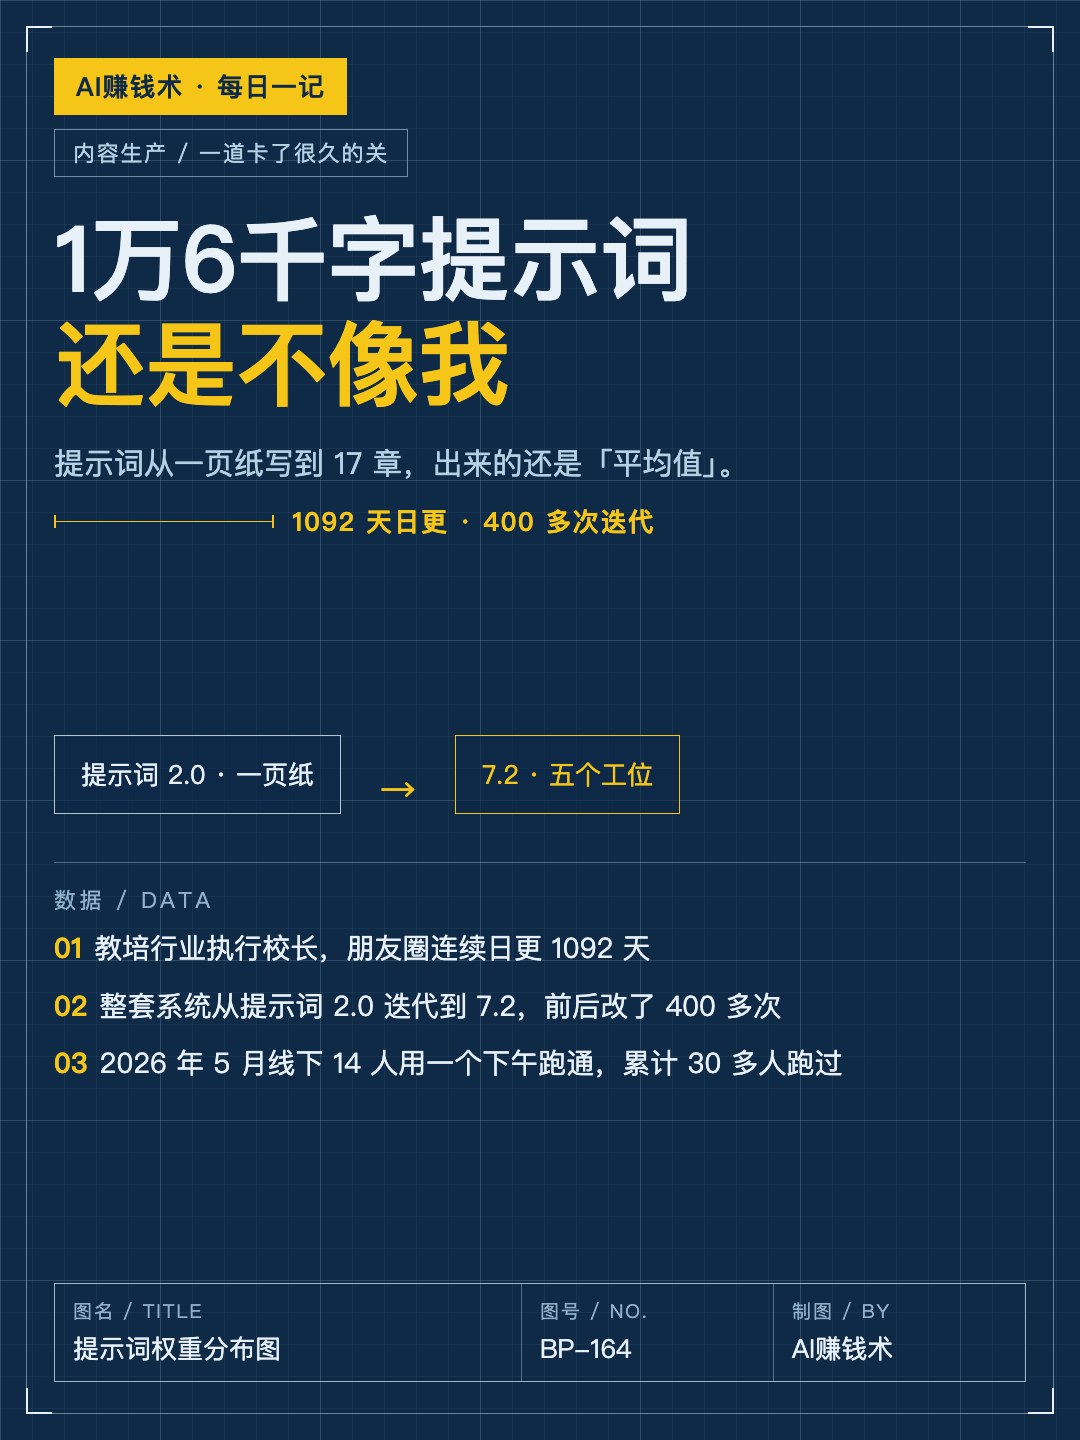 AI赚钱术 · 每日一记
内容生产 / 一道卡了很久的关
1万6千字提示词
还是不像我
提示词从一页纸写到 17 章，出来的还是「平均值」。
1092 天日更 · 400 多次迭代
提示词 2.0 · 一页纸 → 7.2 · 五个工位
数据 / DATA
01 教培行业执行校长，朋友圈连续日更 1092 天
02 整套系统从提示词 2.0 迭代到 7.2，前后改了 400 多次
03 2026 年 5 月线下 14 人用一个下午跑通，累计 30 多人跑过
图名 / TITLE
提示词权重分布图
图号 / NO.
BP-164
制图 / BY
AI赚钱术